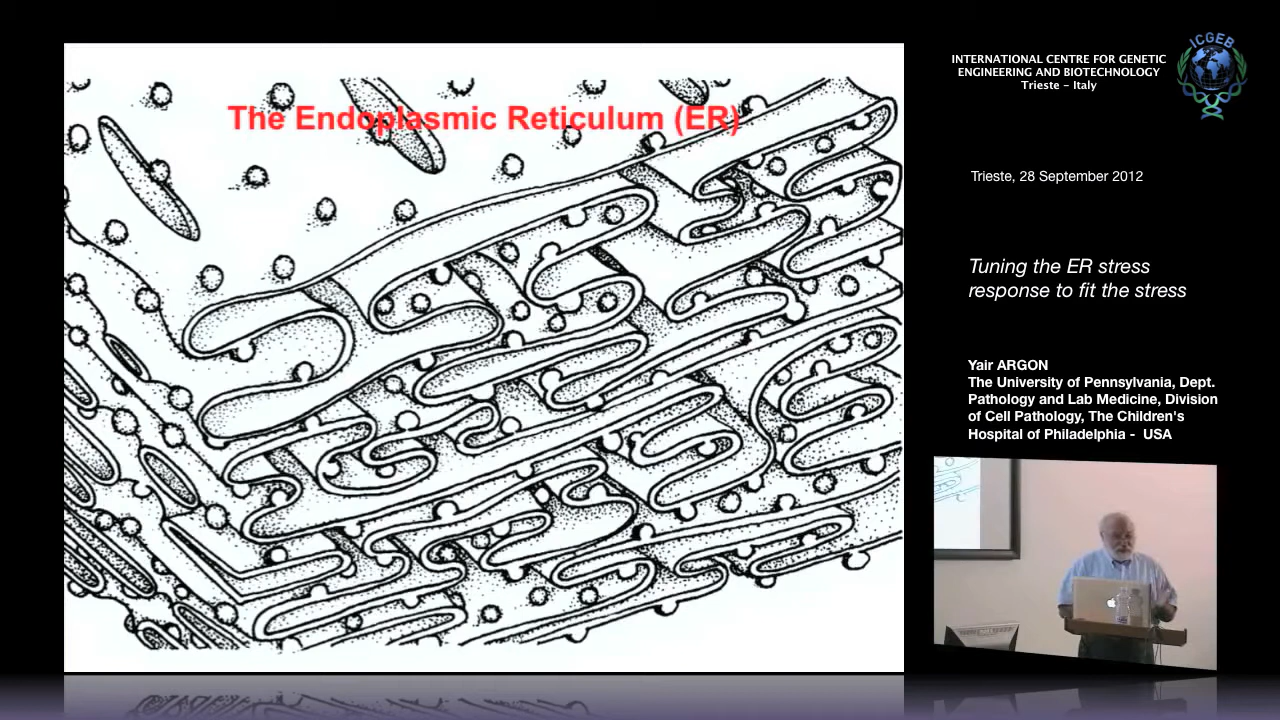 The Endoplasmic Reticulum (ER)
ICGEB
INTERNATIONAL CENTRE FOR GENETIC
ENGINEERING AND BIOTECHNOLOGY
Trieste - Italy
Trieste, 28 September 2012
Tuning the ER stress
response to fit the stress
Yair ARGON
The University of Pennsylvania, Dept.
Pathology and Lab Medicine, Division
of Cell Pathology, The Children's
Hospital of Philadelphia - USA